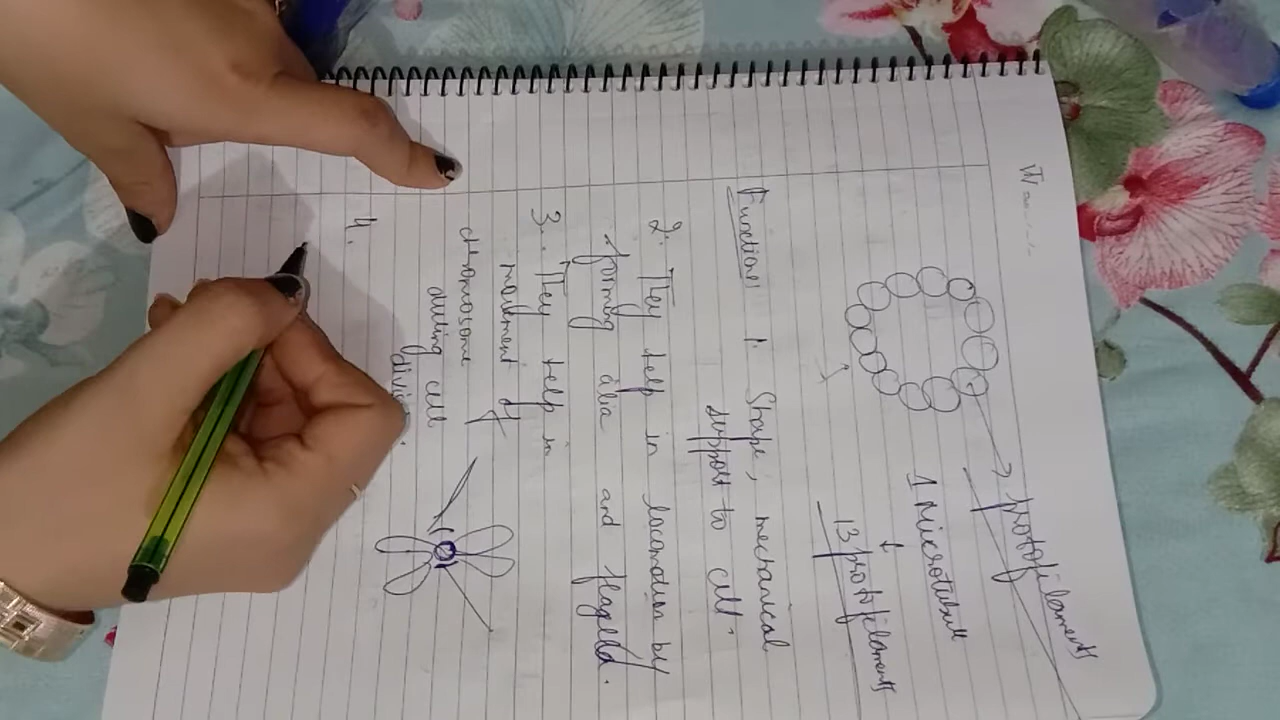 protofilaments
1 Microtubule
↓
13 protofilaments
Functions 1. Shape, mechanical
support to cell.
2. They help in locomotion by
forming cilia and flagella.
3. They help in
movement of
chromosome
during cell
division.
4.